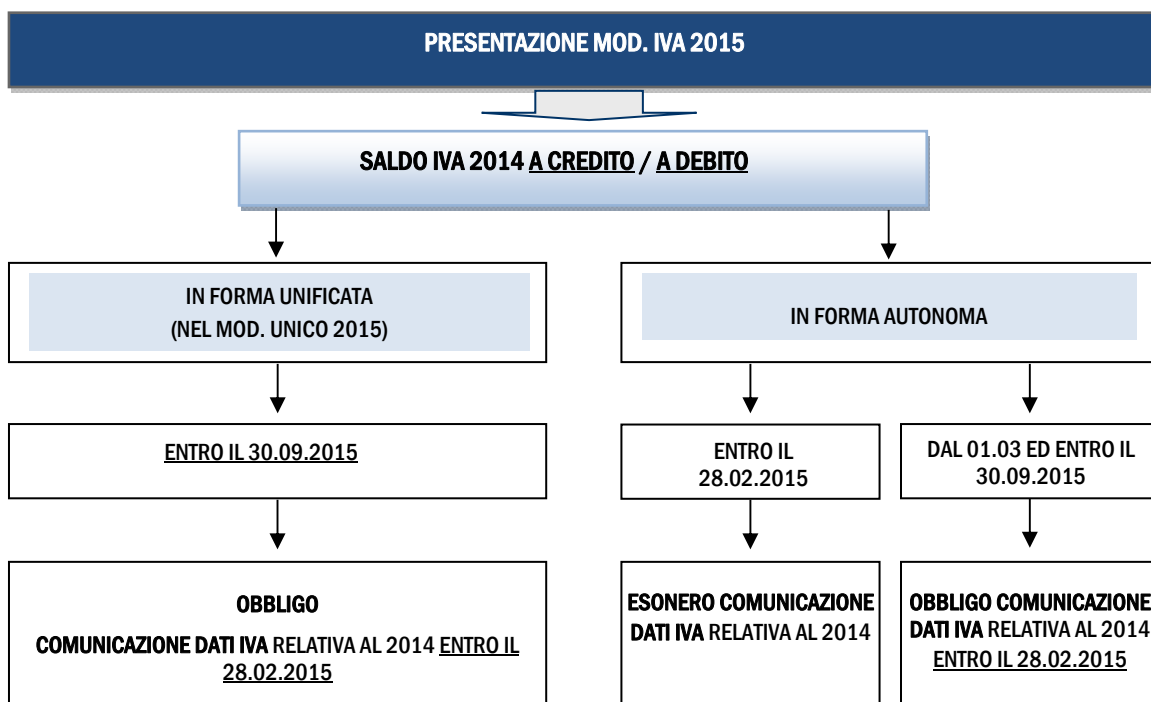 PRESENTAZIONE MOD. IVA 2015
SALDO IVA 2014 A CREDITO / A DEBITO
IN FORMA UNIFICATA
(NEL MOD. UNICO 2015)
IN FORMA AUTONOMA
ENTRO IL 30.09.2015
ENTRO IL
28.02.2015
DAL 01.03 ED ENTRO IL
30.09.2015
OBBLIGO
COMUNICAZIONE DATI IVA RELATIVA AL 2014 ENTRO IL
28.02.2015
ESONERO COMUNICAZIONE
DATI IVA RELATIVA AL 2014
OBBLIGO COMUNICAZIONE
DATI IVA RELATIVA AL 2014
ENTRO IL 28.02.2015